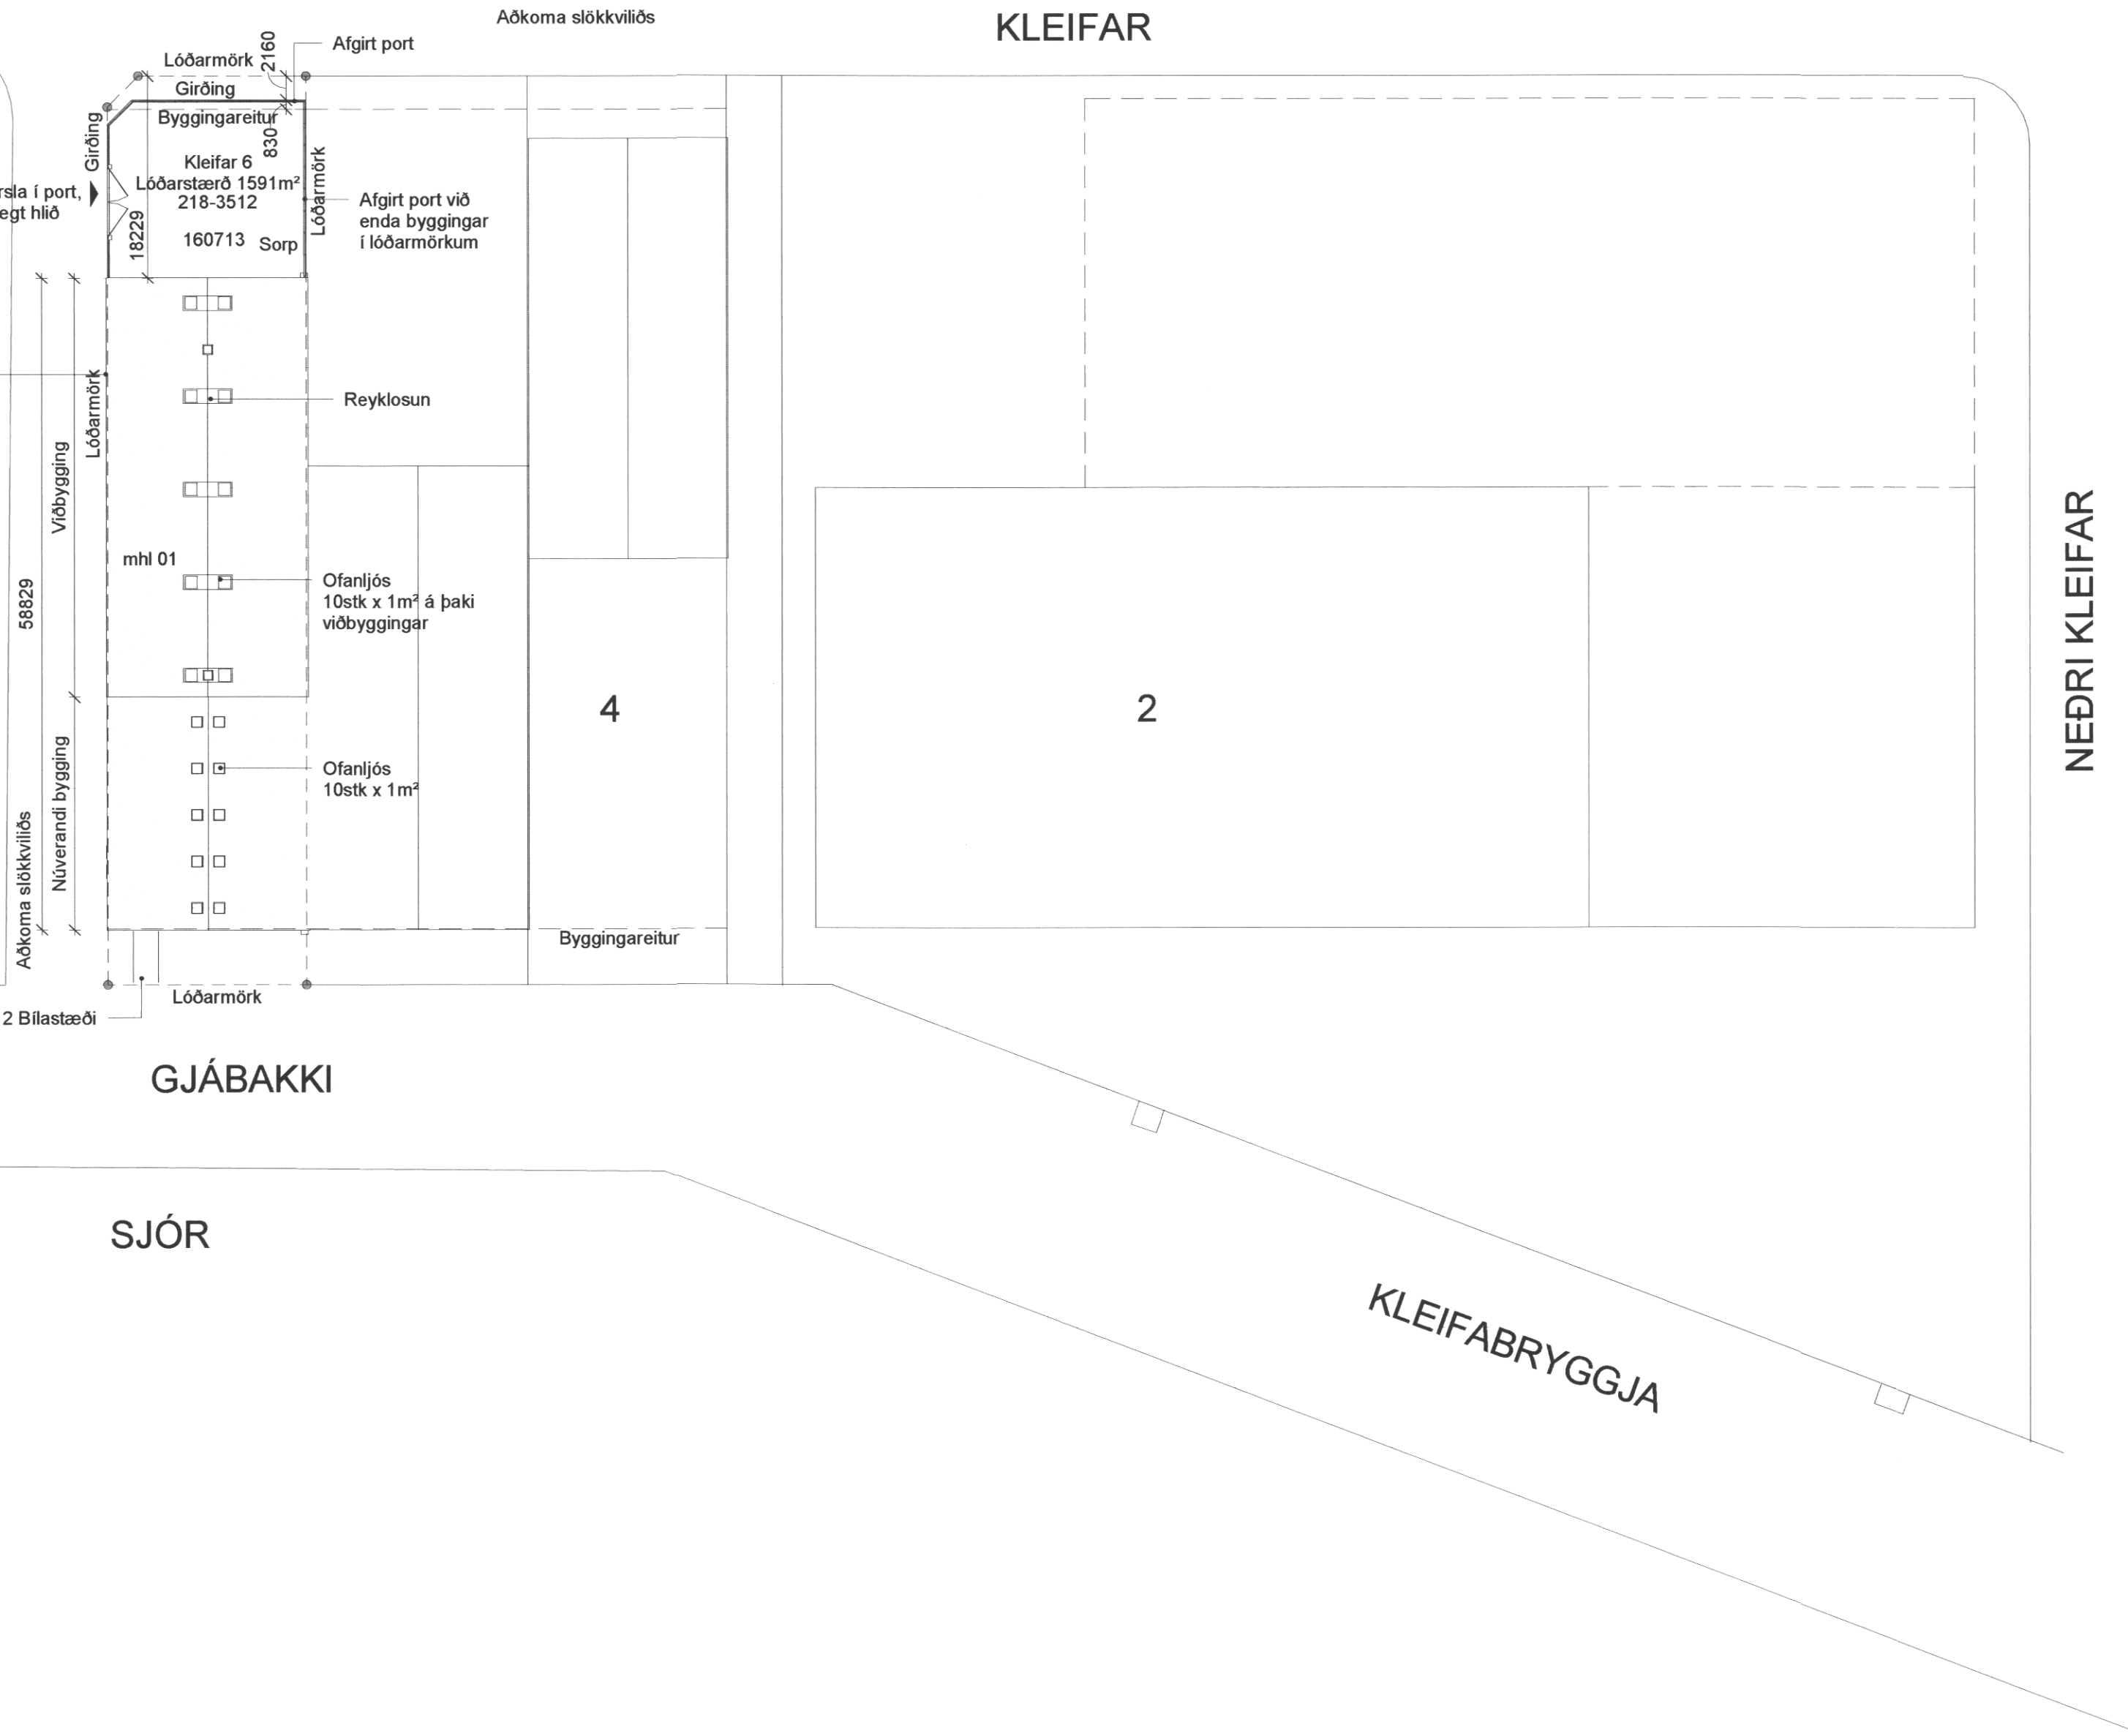 Aðkoma slökkviliðs
KLEIFAR
Afgirt port
2160
Lóðarmörk
Girðing
Byggingareitur
830
Girðing
Kleifar 6
Lóðarstærð 1591m²
218-3512
160713
Sorp
18229
Lóðarmörk
rsla í port,
egt hlið
Afgirt port við
enda byggingar
í lóðarmörkum
Lóðarmörk
Reyklosun
Viðbygging
mhl 01
58829
Ofanljós
10stk x 1m² á þaki
viðbyggingar
4
2
NEÐRI KLEIFAR
Núverandi bygging
Ofanljós
10stk x 1m²
Aðkoma slökkviliðs
Byggingareitur
Lóðarmörk
2 Bílastæði
GJÁBAKKI
SJÓR
KLEIFABRYGGJA